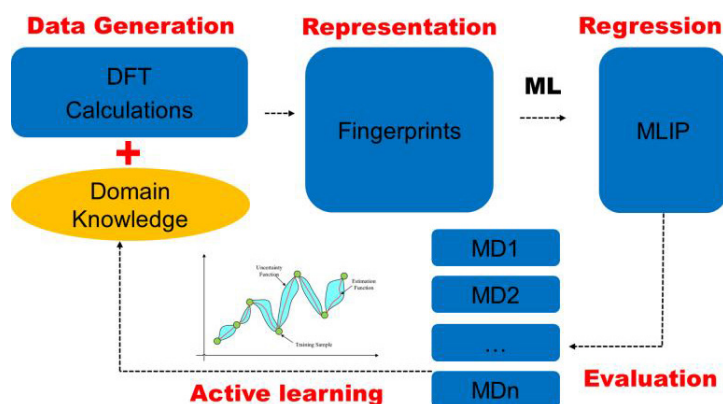 Data Generation
Representation
Regression
DFT
Calculations
Fingerprints
ML
MLIP
+
Domain
Knowledge
MD1
MD2
...
MDn
Uncertainty
Function
Estimation
Function
Training Sample
Active learning
Evaluation